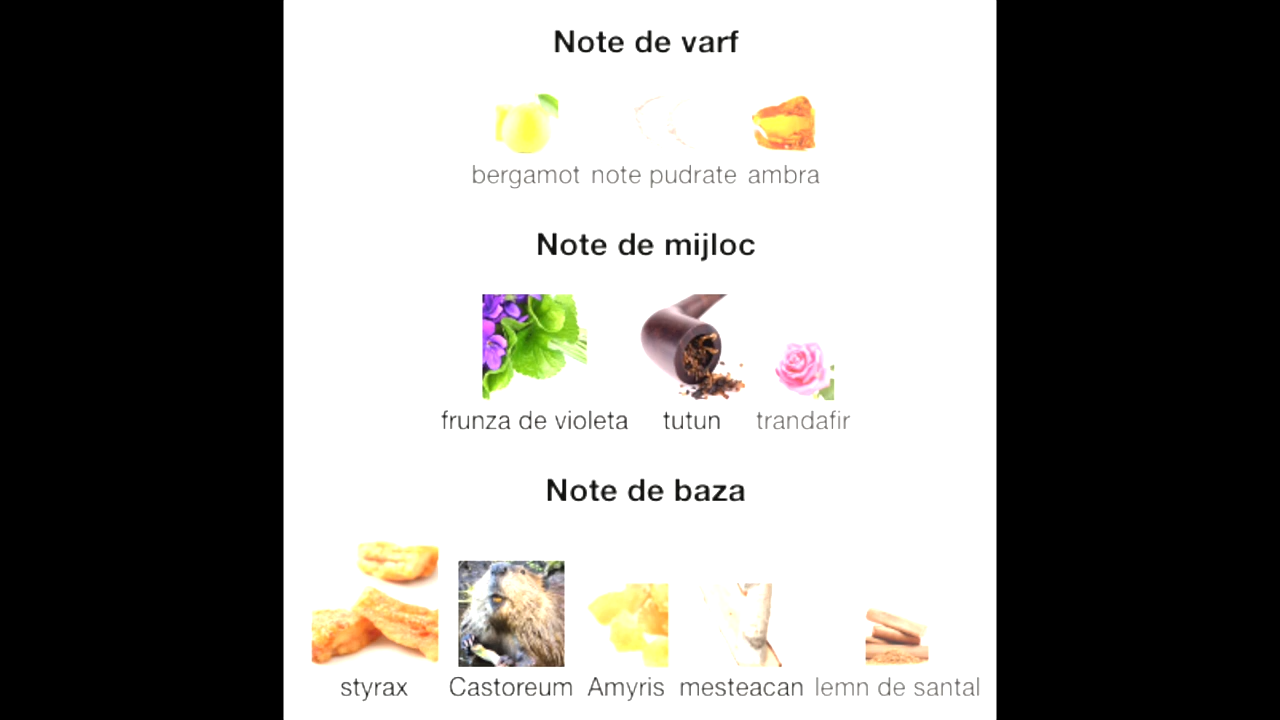 Note de varf
bergamot note pudrate ambra
Note de mijloc
frunza de violeta tutun trandafir
Note de baza
styrax Castoreum Amyris mesteacan lemn de santal